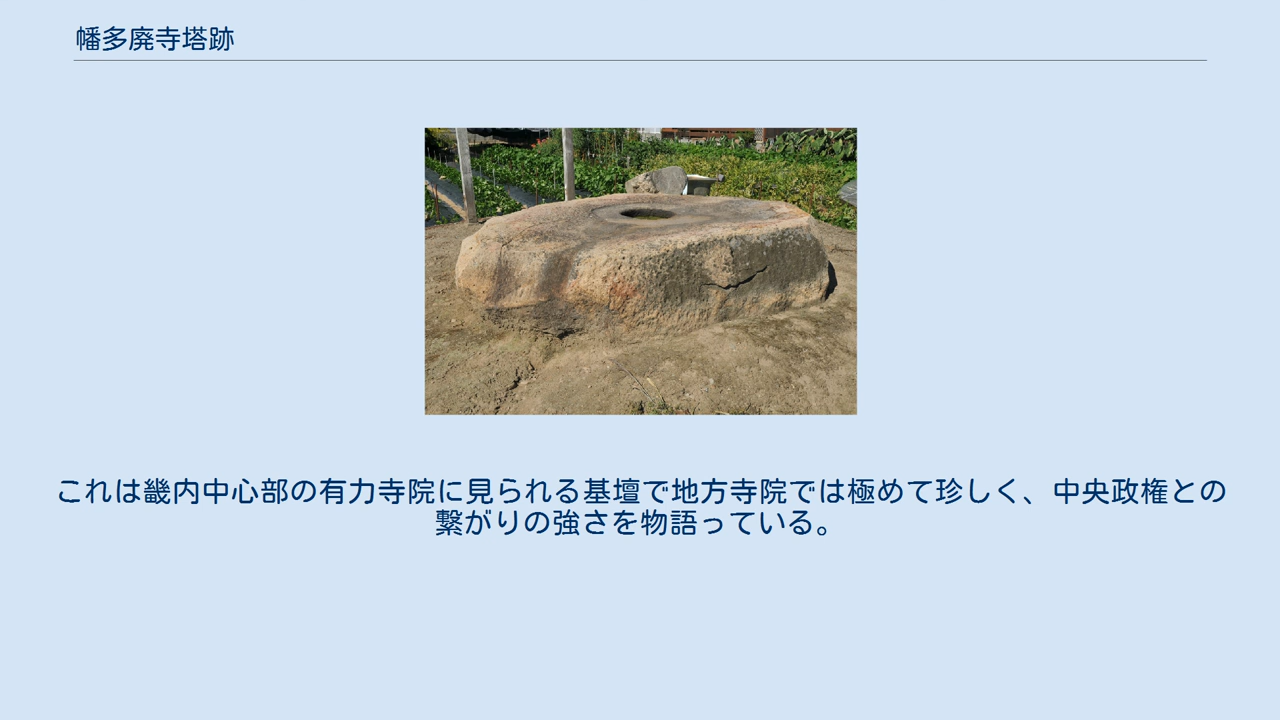 幡多廃寺塔跡
これは畿内中心部の有力寺院に見られる基壇で地方寺院では極めて珍しく、中央政権との
繋がりの強さを物語っている。